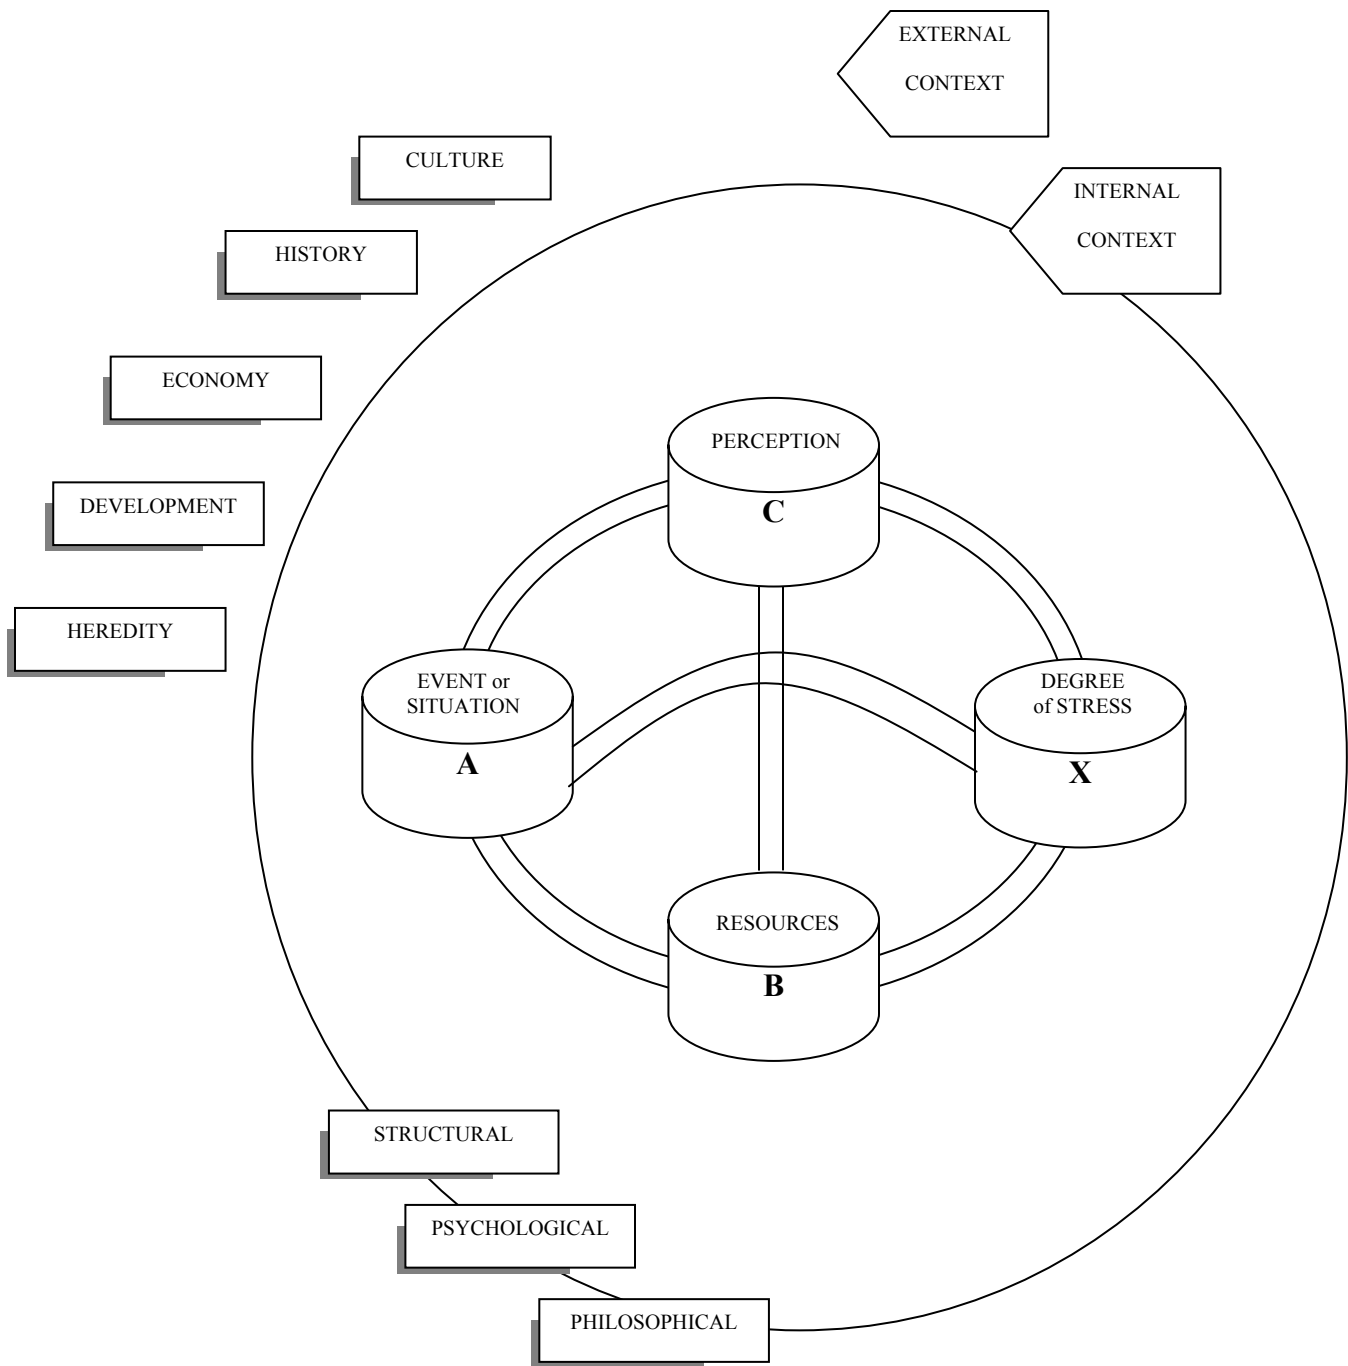 EXTERNAL
CONTEXT
CULTURE
INTERNAL
CONTEXT
HISTORY
ECONOMY
PERCEPTION
C
DEVELOPMENT
HEREDITY
EVENT or
SITUATION
A
DEGREE
of STRESS
X
RESOURCES
B
STRUCTURAL
PSYCHOLOGICAL
PHILOSOPHICAL